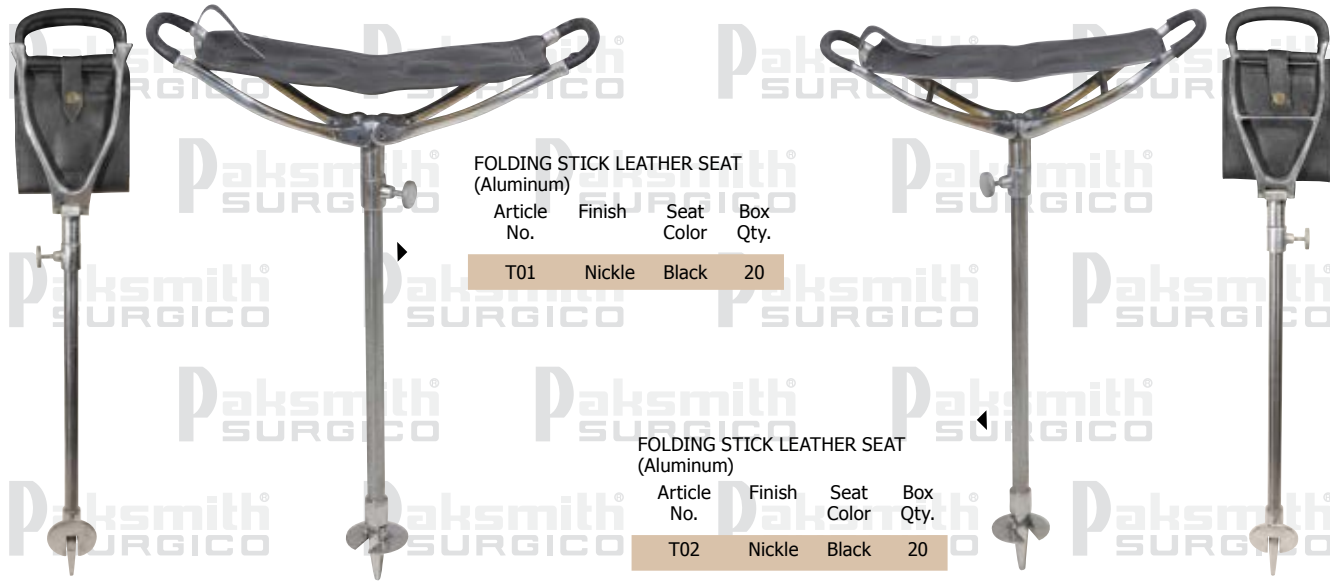 FOLDING STICK LEATHER SEAT
(Aluminum)
Article No. Finish Seat Color Box Qty.
T01 Nickle Black 20
FOLDING STICK LEATHER SEAT
(Aluminum)
Article No. Finish Seat Color Box Qty.
T02 Nickle Black 20
Paksmith®
SURGICO